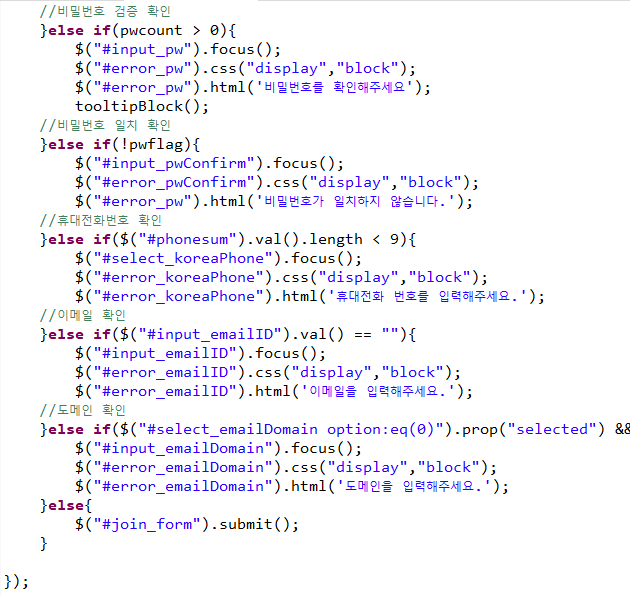 //비밀번호 검증 확인
}else if(pwcount > 0){
$("#input_pw").focus();
$("#error_pw").css("display","block");
$("#error_pw").html('비밀번호를 확인해주세요');
tooltipBlock();
//비밀번호 일치 확인
}else if(!pwflag){
$("#input_pwConfirm").focus();
$("#error_pwConfirm").css("display","block");
$("#error_pw").html('비밀번호가 일치하지 않습니다.');
//휴대전화번호 확인
}else if($("#phonesum").val().length < 9){
$("#select_koreaPhone").focus();
$("#error_koreaPhone").css("display","block");
$("#error_koreaPhone").html('휴대전화 번호를 입력해주세요.');
//이메일 확인
}else if($("#input_emailID").val() == ""){
$("#input_emailID").focus();
$("#error_emailID").css("display","block");
$("#error_emailID").html('이메일을 입력해주세요.');
//도메인 확인
}else if($("#select_emailDomain option:eq(0)").prop("selected") &&
$("#input_emailDomain").focus();
$("#error_emailDomain").css("display","block");
$("#error_emailDomain").html('도메인을 입력해주세요.');
}else{
$("#join_form").submit();
}
});